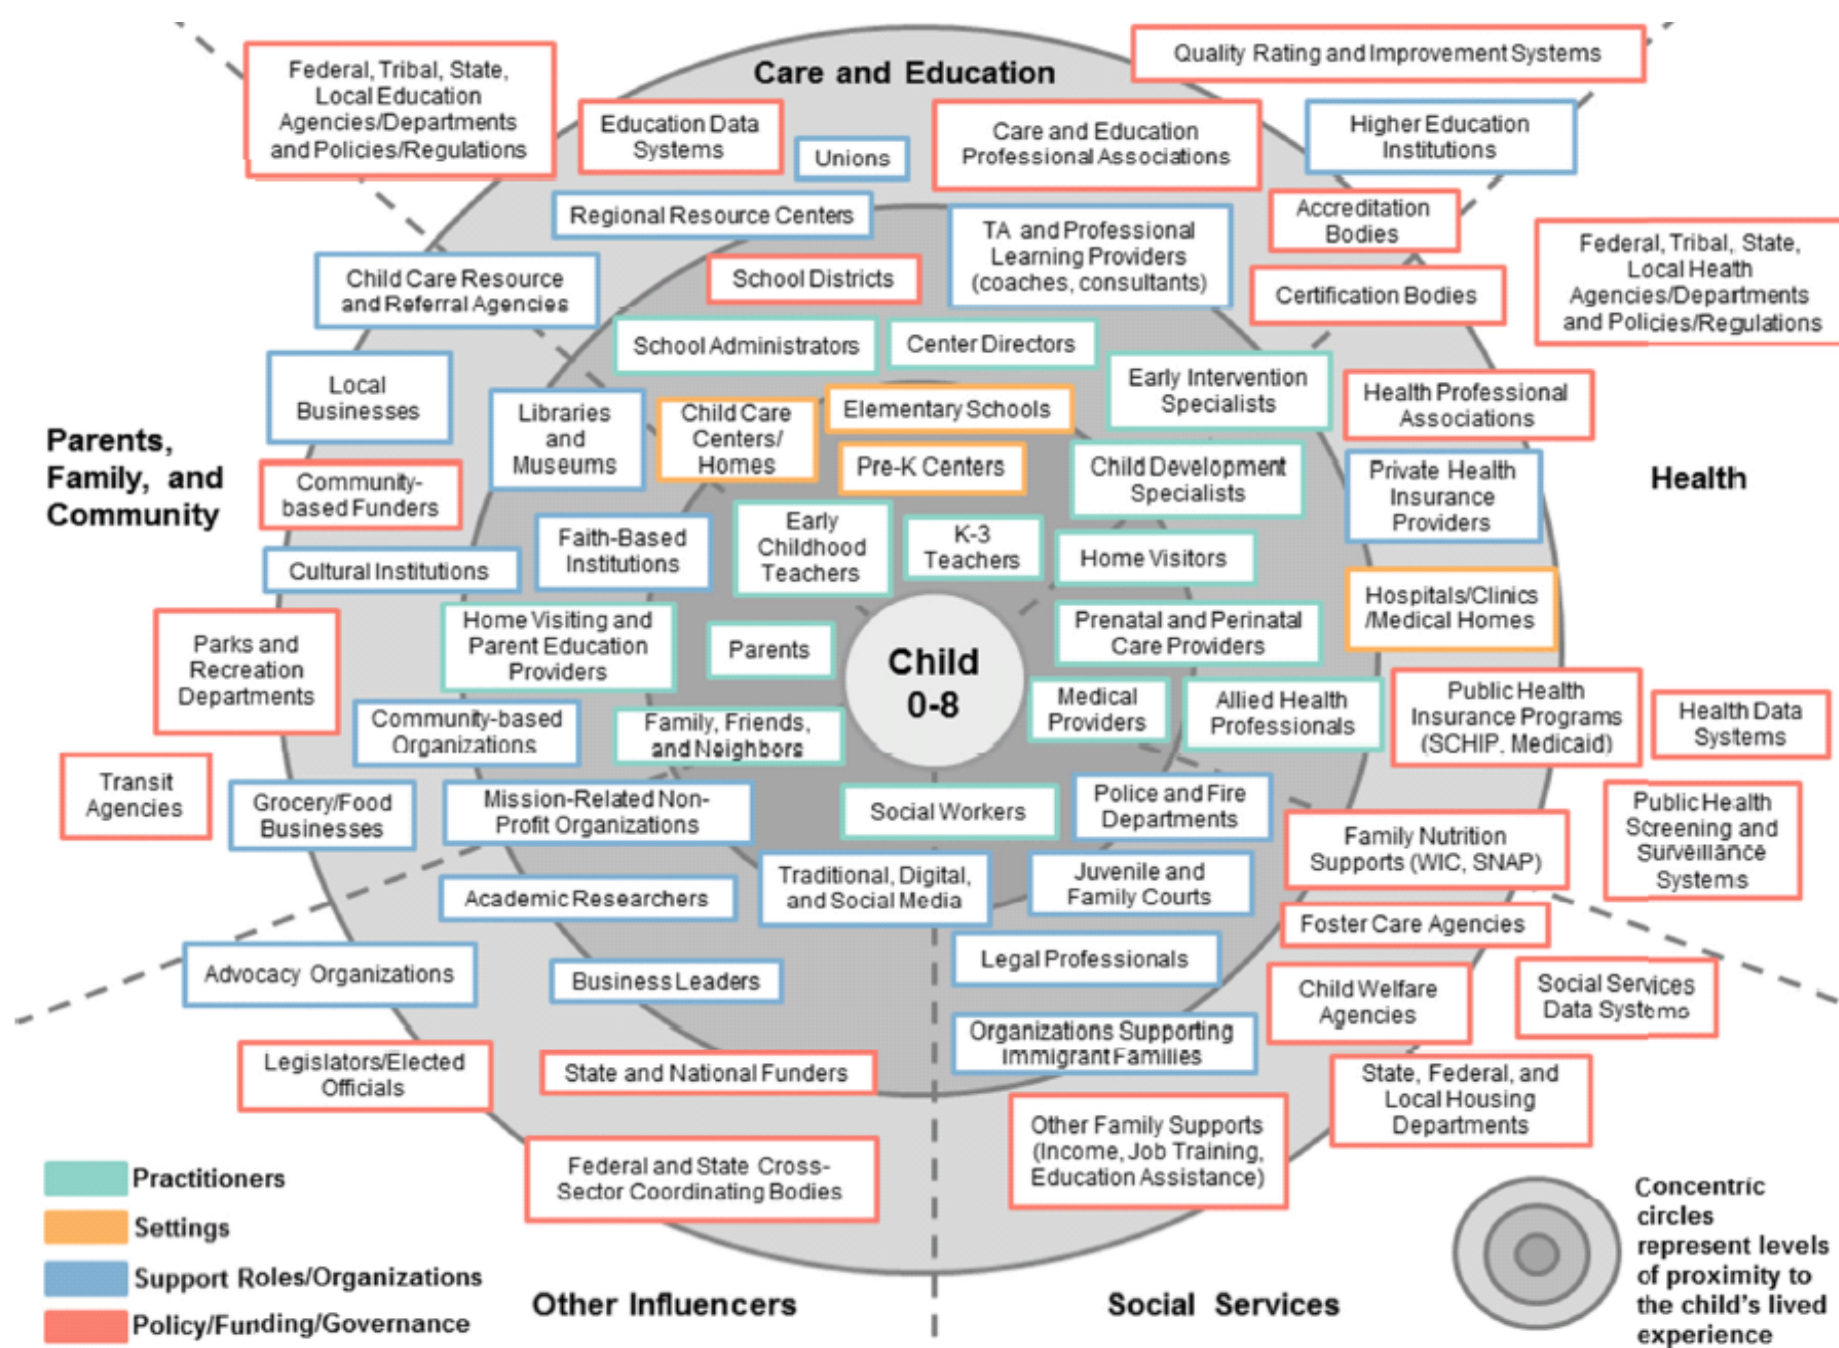 Care and Education
Quality Rating and Improvement Systems
Federal, Tribal, State,
Local Education
Agencies/Departments
and Policies/Regulations
Education Data
Systems
Unions
Care and Education
Professional Associations
Higher Education
Institutions
Regional Resource Centers
TA and Professional
Learning Providers
(coaches, consultants)
Accreditation
Bodies
Federal, Tribal, State,
Local Heath
Agencies/Departments
and Policies/Regulations
Child Care Resource
and Referral Agencies
School Districts
Certification Bodies
School Administrators
Center Directors
Early Intervention
Specialists
Health Professional
Associations
Local
Businesses
Libraries
and
Museums
Child Care
Centers/
Homes
Elementary Schools
Pre-K Centers
Child Development
Specialists
Private Health
Insurance
Providers
Parents,
Family, and
Community
Health
Community-
based Funders
Faith-Based
Institutions
Early
Childhood
Teachers
K-3
Teachers
Home Visitors
Cultural Institutions
Hospitals/Clinics
/Medical Homes
Parks and
Recreation
Departments
Home Visiting and
Parent Education
Providers
Parents
Child
0-8
Prenatal and Perinatal
Care Providers
Community-based
Organizations
Family, Friends,
and Neighbors
Medical
Providers
Allied Health
Professionals
Public Health
Insurance Programs
(SCHIP. Medicaid)
Health Data
Systems
Transit
Agencies
Grocery/Food
Businesses
Mission-Related Non-
Profit Organizations
Social Workers
Police and Fire
Departments
Family Nutrition
Supports (WIC, SNAP)
Public Health
Screening and
Surveillance
Systems
Academic Researchers
Traditional, Digital,
and Social Media
Juvenile and
Family Courts
Foster Care Agencies
Advocacy Organizations
Business Leaders
Legal Professionals
Child Welfare
Agencies
Social Services
Data Systems
Organizations Supporting
Immigrant Families
Legislators/Elected
Officials
State and National Funders
State, Federal, and
Local Housing
Departments
Other Family Supports
(Income, Job Training,
Education Assistance)
Federal and State Cross-
Sector Coordinating Bodies
Other Influencers
Social Services
Practitioners
Settings
Support Roles/Organizations
Policy/Funding/Governance
Concentric
circles
represent levels
of proximity to
the child's lived
experience